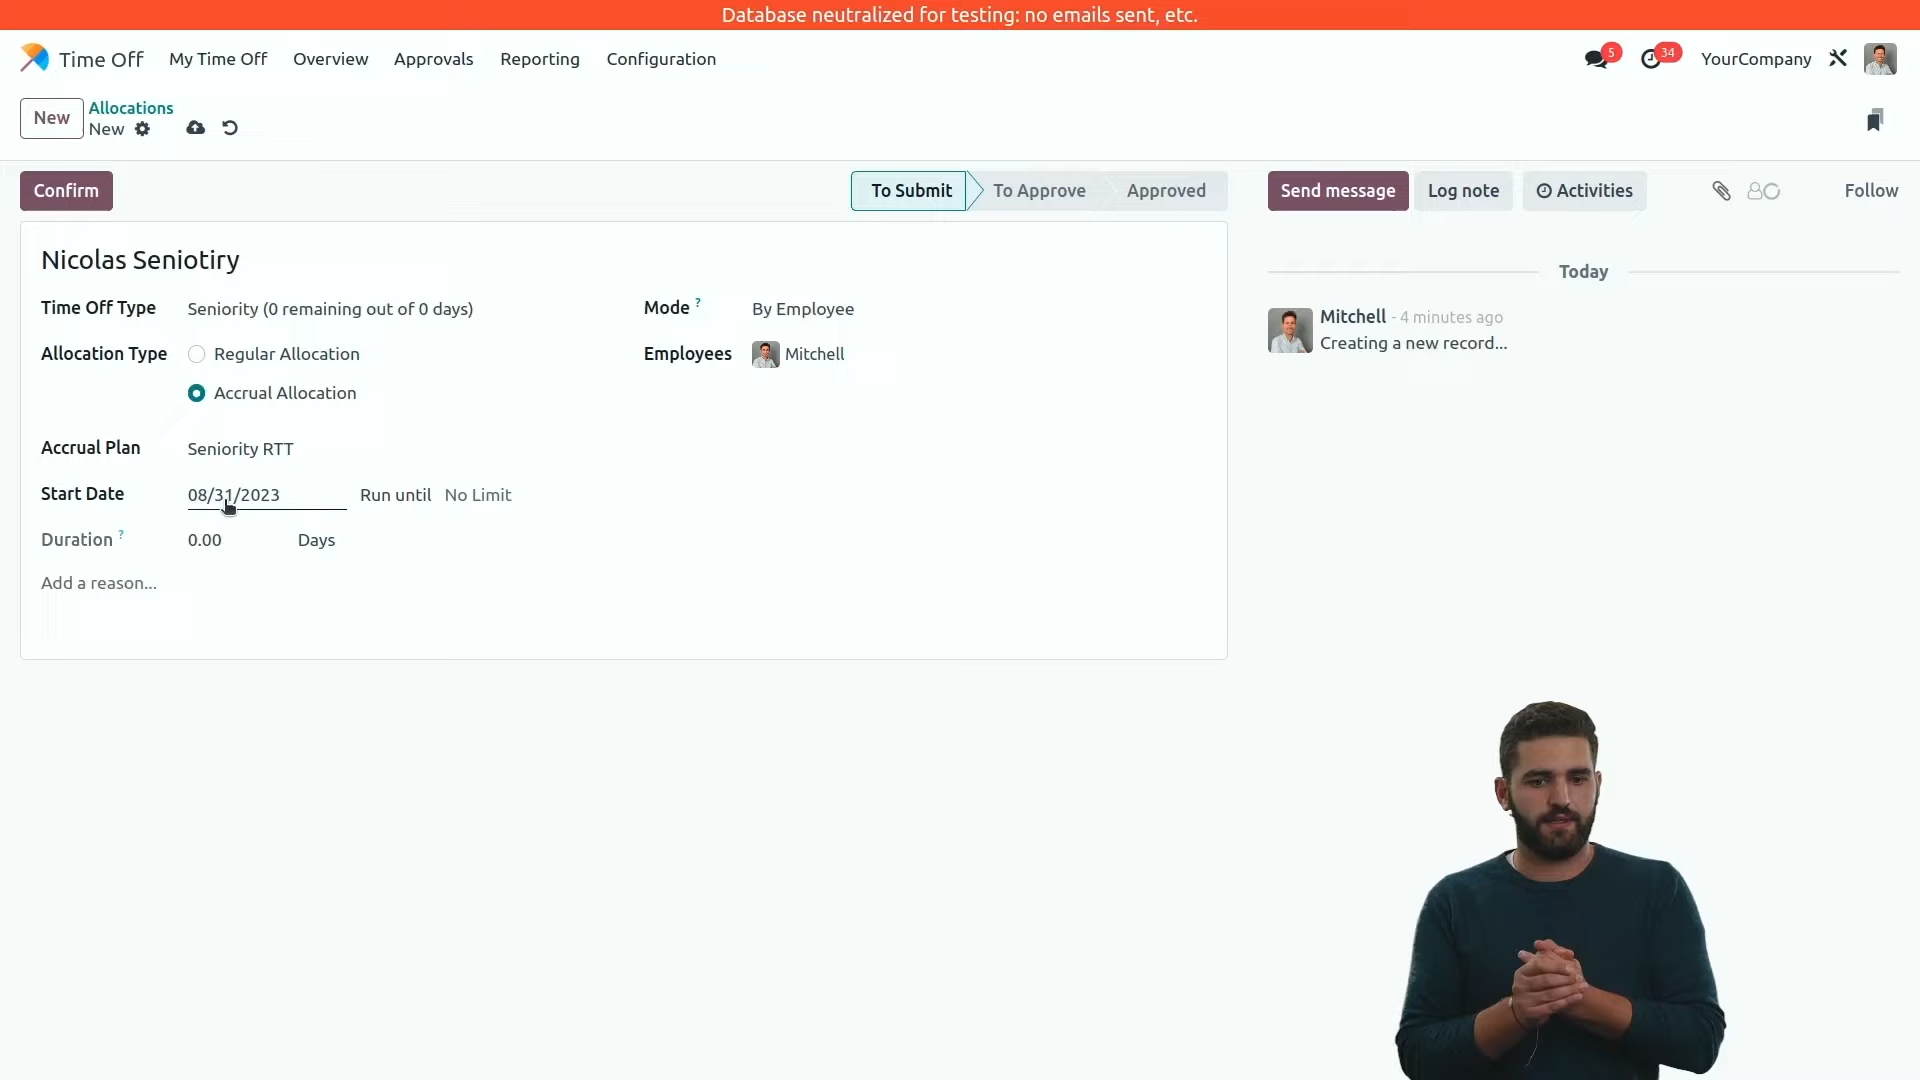 Database neutralized for testing: no emails sent, etc.
Time Off My Time Off Overview Approvals Reporting Configuration 5 34 YourCompany
New Allocations
New
Confirm To Submit To Approve Approved Send message Log note Activities Follow
Nicolas Seniotiry
Today
Time Off Type Seniority (0 remaining out of 0 days) Mode ? By Employee
Mitchell - 4 minutes ago
Creating a new record...
Allocation Type Regular Allocation Employees Mitchell
Accrual Allocation
Accrual Plan Seniority RTT
Start Date 08/31/2023 Run until No Limit
Duration ? 0.00 Days
Add a reason...